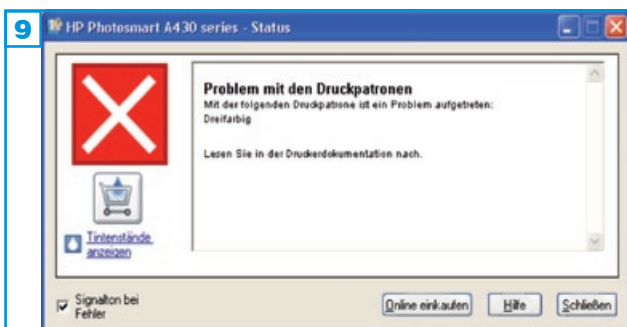 9
HP Photosmart A430 series - Status
Problem mit den Druckpatronen
Mit der folgenden Druckpatrone ist ein Problem aufgetreten:
Dreifarbig
Lesen Sie in der Druckerdokumentation nach.
Tintenstände
anzeigen
Signalton bei
Fehler
Online einkaufen
Hilfe
Schließen